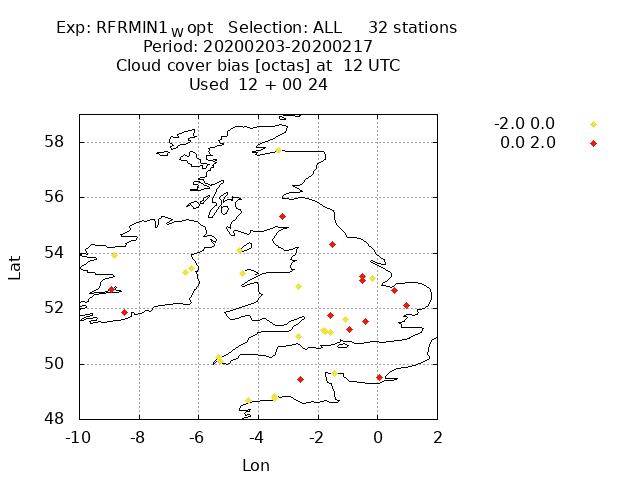 Exp: RFRMIN1_W opt   Selection: ALL     32 stations
Period: 20200203-20200217
Cloud cover bias [octas] at  12 UTC
Used  12 + 00 24
-2.0 0.0
0.0 2.0
58
56
54
52
50
48
Lat
-10 -8 -6 -4 -2 0 2
Lon